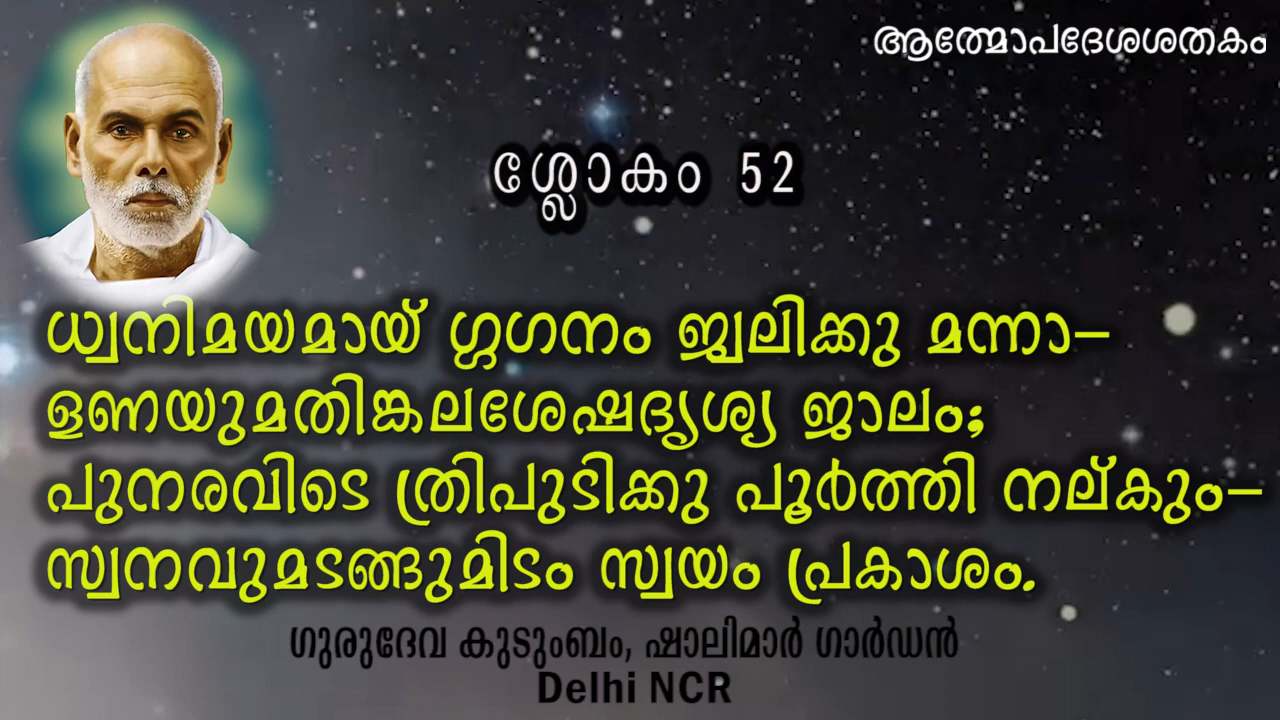 ആത്മോപദേശശതകം
ശ്ലോകം 52
ധ്വനിമയമായ് ഗ്ഗഗനം ജ്വലിക്കു മന്നാ–
ളണയുമതിങ്കലശേഷദൃശ്യ ജാലം;
പുനരവിടെ ത്രിപുടിക്കു പൂർത്തി നല്കും–
സ്വനവുമടങ്ങുമിടം സ്വയം പ്രകാശം.
ഗുരുദേവ കുടുംബം, ഷാലിമാർ ഗാർഡൻ
Delhi NCR